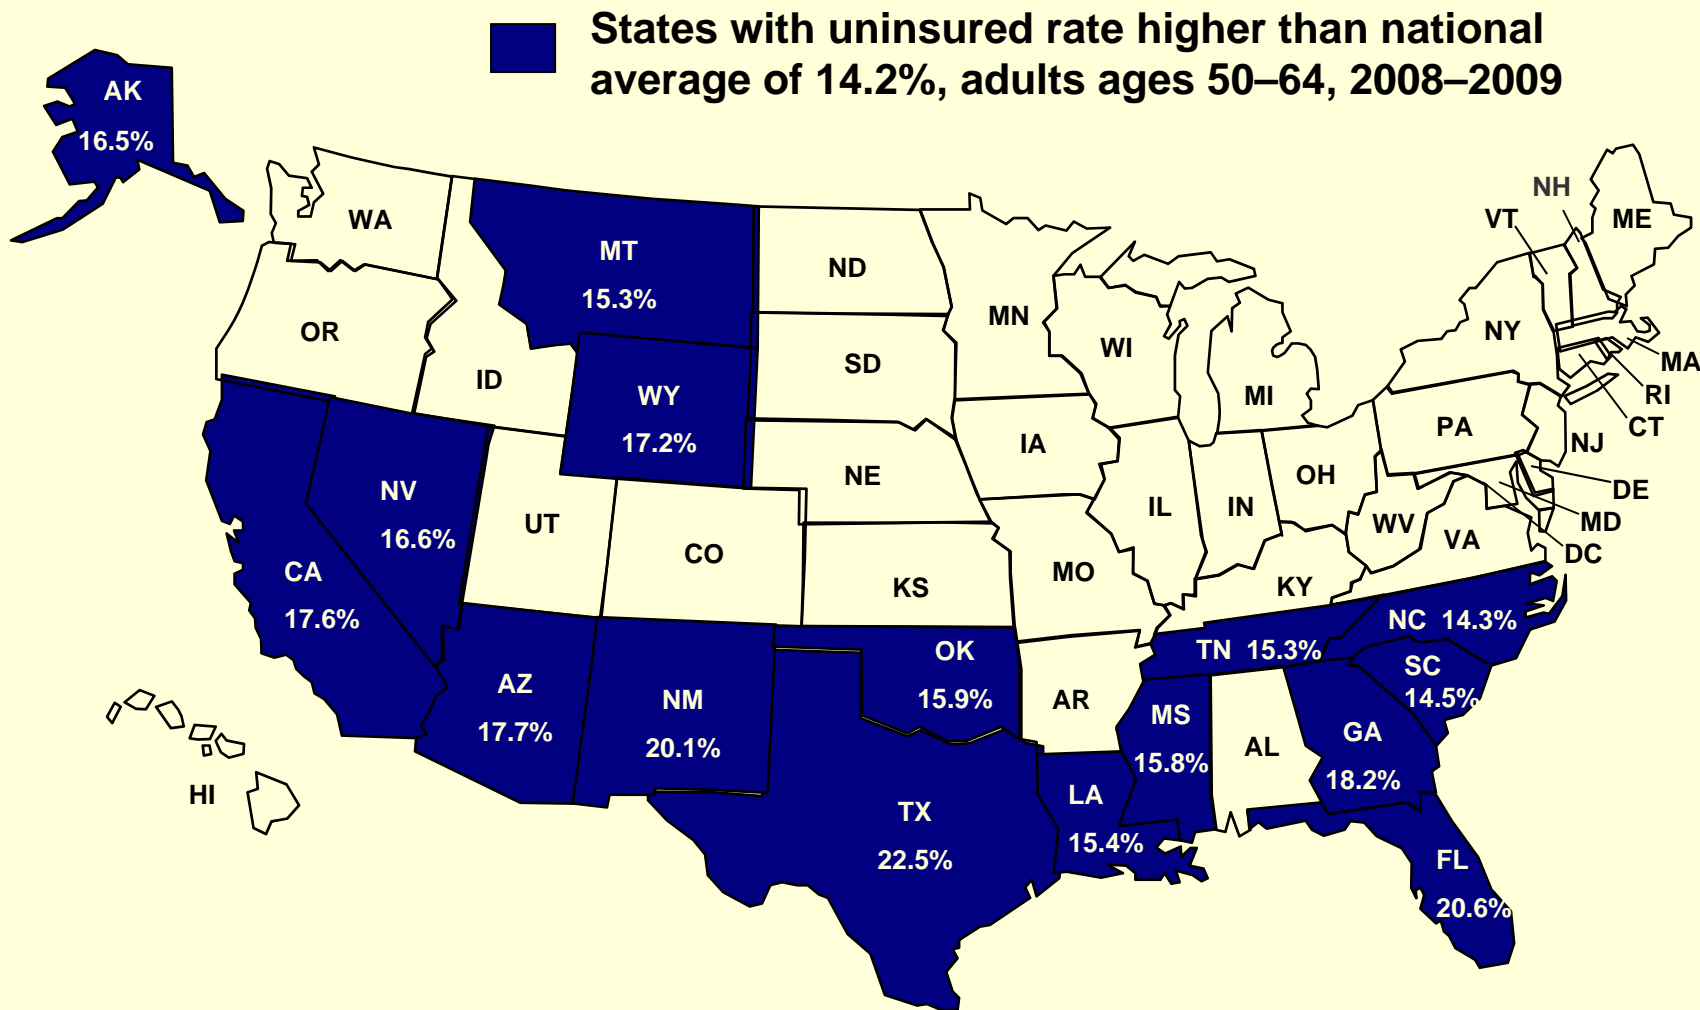 States with uninsured rate higher than national
average of 14.2%, adults ages 50–64, 2008–2009
AK
16.5%
WA
MT
15.3%
ND
MN
NH
VT
ME
OR
ID
WY
17.2%
SD
WI
MI
NY
MA
RI
CT
NV
16.6%
UT
CO
NE
IA
IL
IN
OH
PA
NJ
DE
MD
DC
WV
VA
CA
17.6%
KS
MO
KY
AZ
17.7%
NM
20.1%
OK
15.9%
AR
TN 15.3%
NC 14.3%
SC
14.5%
MS
15.8%
AL
GA
18.2%
HI
TX
22.5%
LA
15.4%
FL
20.6%